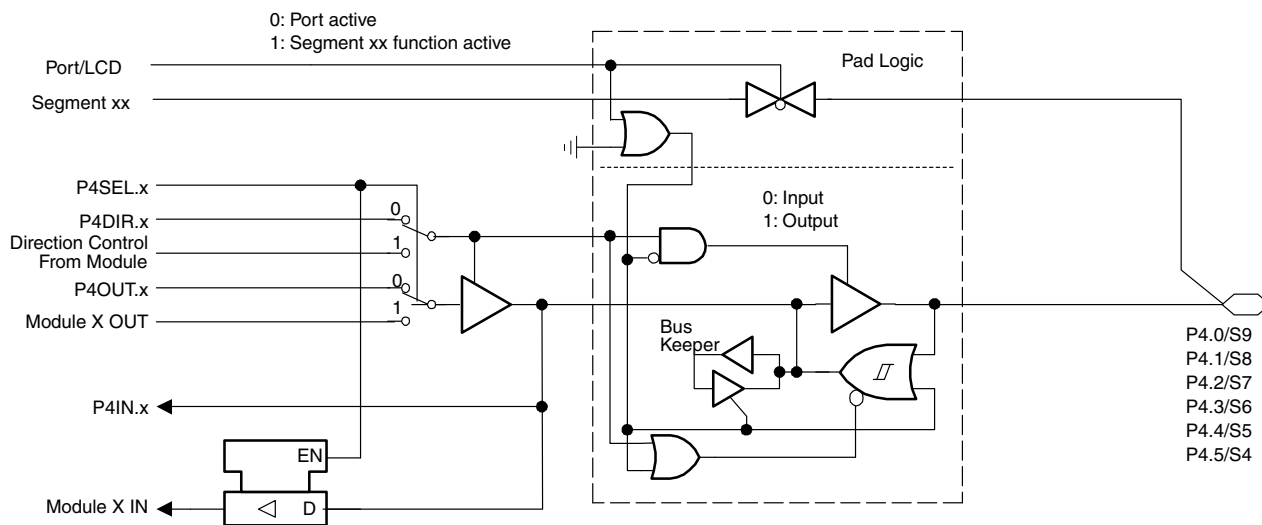 0: Port active
1: Segment xx function active
Port/LCD
Pad Logic
Segment xx
P4SEL.x
0: Input
1: Output
P4DIR.x
0
Direction Control
From Module
1
P4OUT.x
0
1
Module X OUT
Bus
Keeper
P4.0/S9
P4.1/S8
P4.2/S7
P4.3/S6
P4.4/S5
P4.5/S4
P4IN.x
EN
Module X IN
D